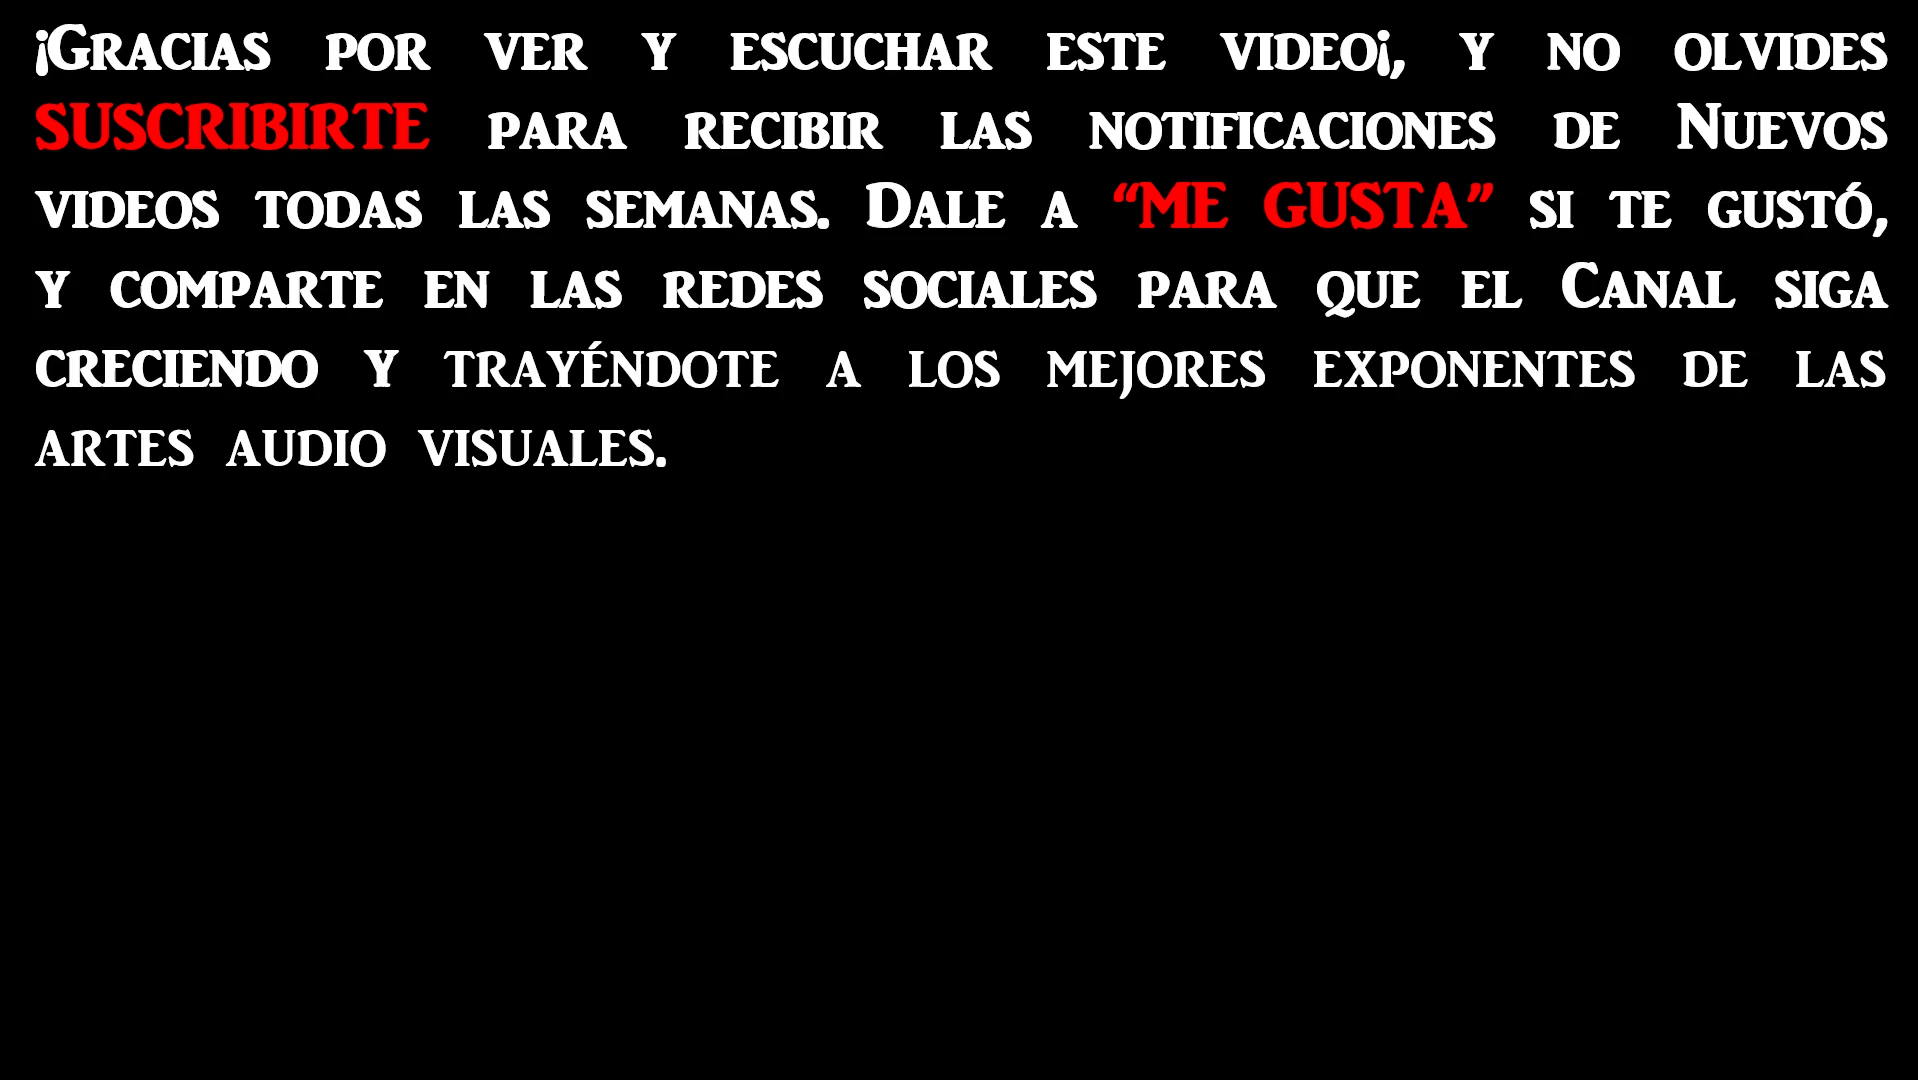 ¡Gracias por ver y escuchar este video¡, y no olvides
SUSCRIBIRTE para recibir las notificaciones de Nuevos
videos todas las semanas. Dale a “ME GUSTA” si te gustó,
y comparte en las redes sociales para que el Canal siga
creciendo y trayéndote a los mejores exponentes de las
artes audio visuales.